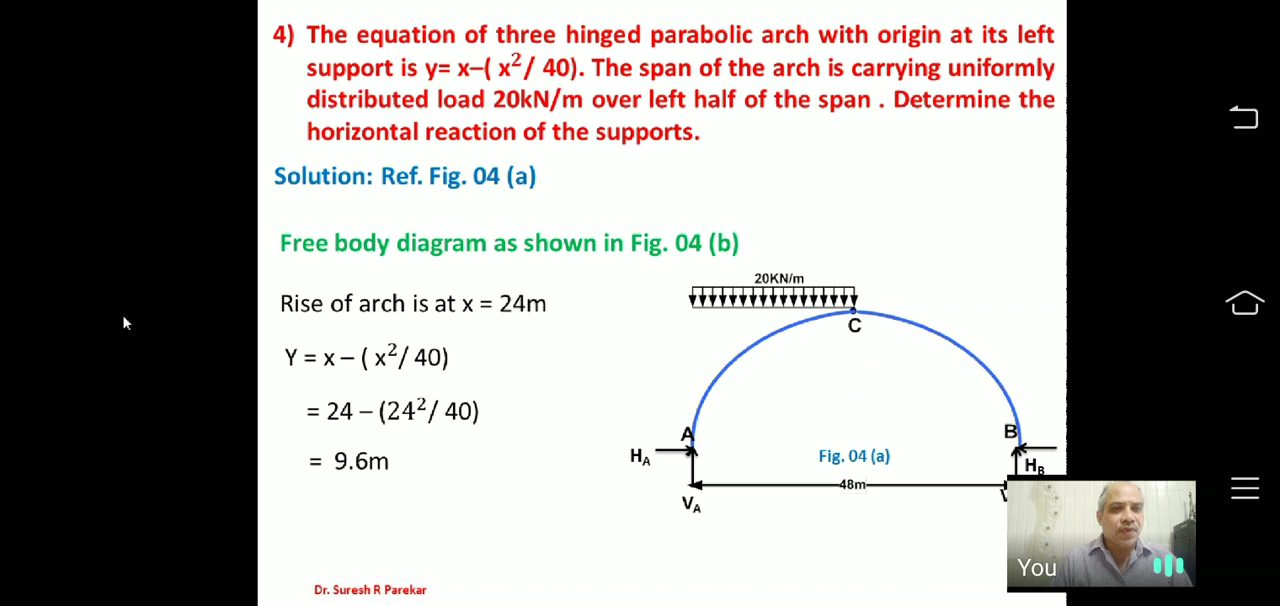 4) The equation of three hinged parabolic arch with origin at its left
support is y= x–( x²/ 40). The span of the arch is carrying uniformly
distributed load 20kN/m over left half of the span . Determine the
horizontal reaction of the supports.
Solution: Ref. Fig. 04 (a)
Free body diagram as shown in Fig. 04 (b)
20KN/m
Rise of arch is at x = 24m
C
Y = x – ( x²/ 40)
= 24 – (24²/ 40)
A
B
= 9.6m
H_A
Fig. 04 (a)
H_B
48m
V_A
You
Dr. Suresh R Parekar